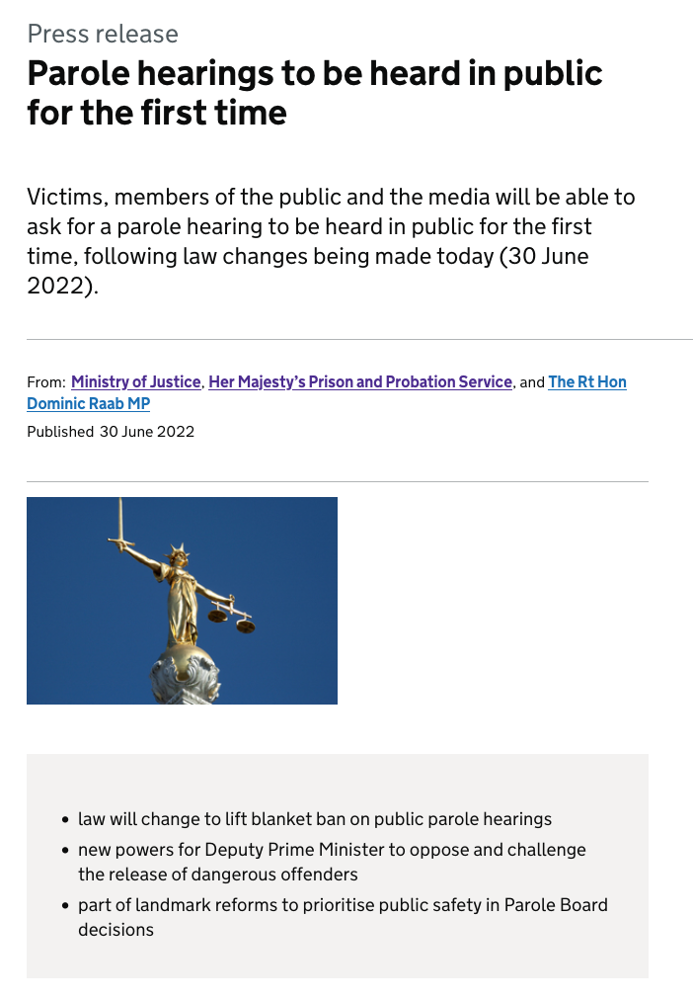 Press release
Parole hearings to be heard in public
for the first time
Victims, members of the public and the media will be able to
ask for a parole hearing to be heard in public for the first
time, following law changes being made today (30 June
2022).
From: Ministry of Justice, Her Majesty’s Prison and Probation Service, and The Rt Hon
Dominic Raab MP
Published 30 June 2022
• law will change to lift blanket ban on public parole hearings
• new powers for Deputy Prime Minister to oppose and challenge
the release of dangerous offenders
• part of landmark reforms to prioritise public safety in Parole Board
decisions